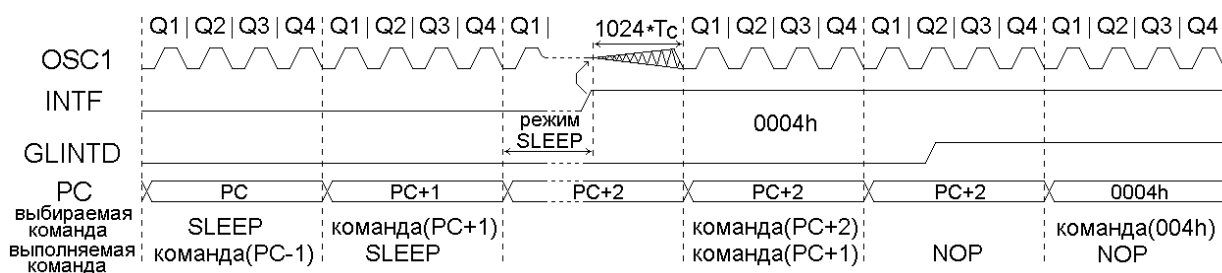 Q1 | Q2 | Q3 | Q4 | Q1 | Q2 | Q3 | Q4 | Q1 | 1024*Tc Q1 | Q2 | Q3 | Q4 | Q1 | Q2 | Q3 | Q4 | Q1 | Q2 | Q3 | Q4
OSC1
INTF
режим 0004h
SLEEP
GLINTD
PC PC PC+1 PC+2 PC+2 PC+2 0004h
выбираемая
команда SLEEP команда(PC+1) команда(PC+2) команда(004h)
выполняемая
команда команда(PC-1) SLEEP команда(PC+1) NOP NOP